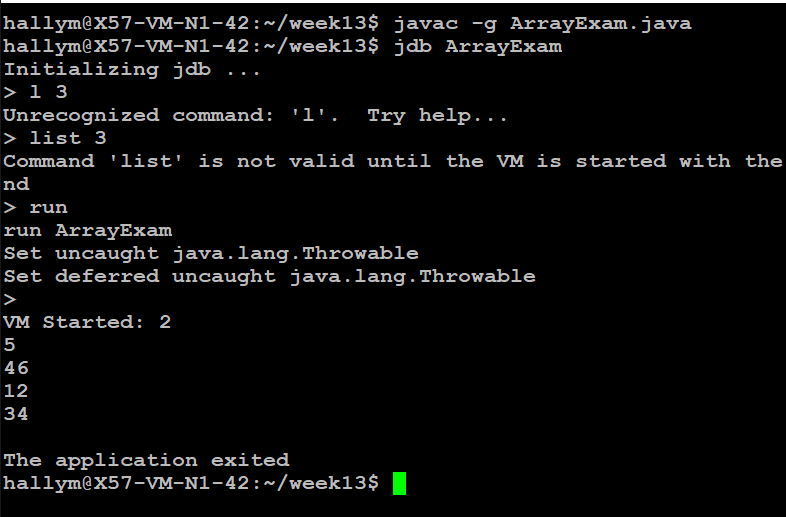 hallym@X57-VM-N1-42:~/week13$ javac -g ArrayExam.java
hallym@X57-VM-N1-42:~/week13$ jdb ArrayExam
Initializing jdb ...
> l 3
Unrecognized command: 'l'.  Try help...
> list 3
Command 'list' is not valid until the VM is started with the
nd
> run
run ArrayExam
Set uncaught java.lang.Throwable
Set deferred uncaught java.lang.Throwable
>
VM Started: 2
5
46
12
34
The application exited
hallym@X57-VM-N1-42:~/week13$